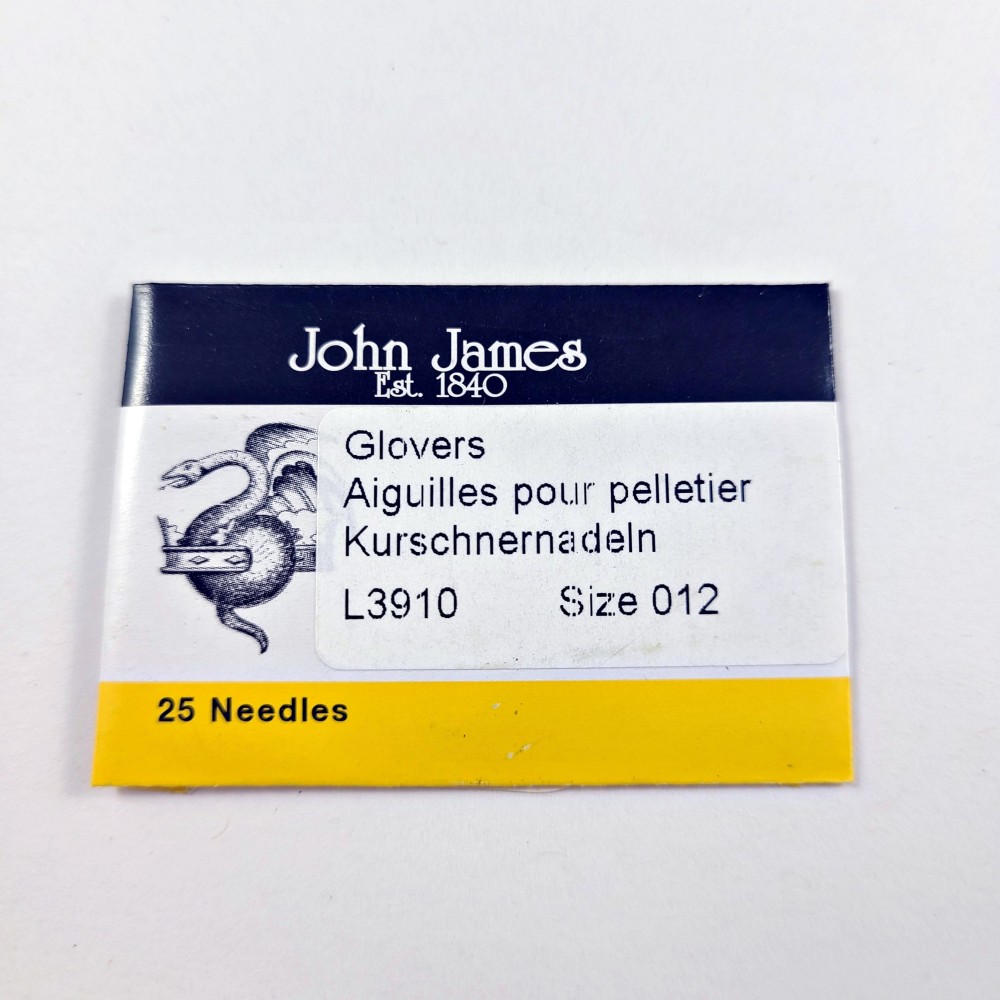 John James
Est. 1840
Glovers
Aiguilles pour pelletier
Kurschnernadeln
L3910 Size 012
25 Needles